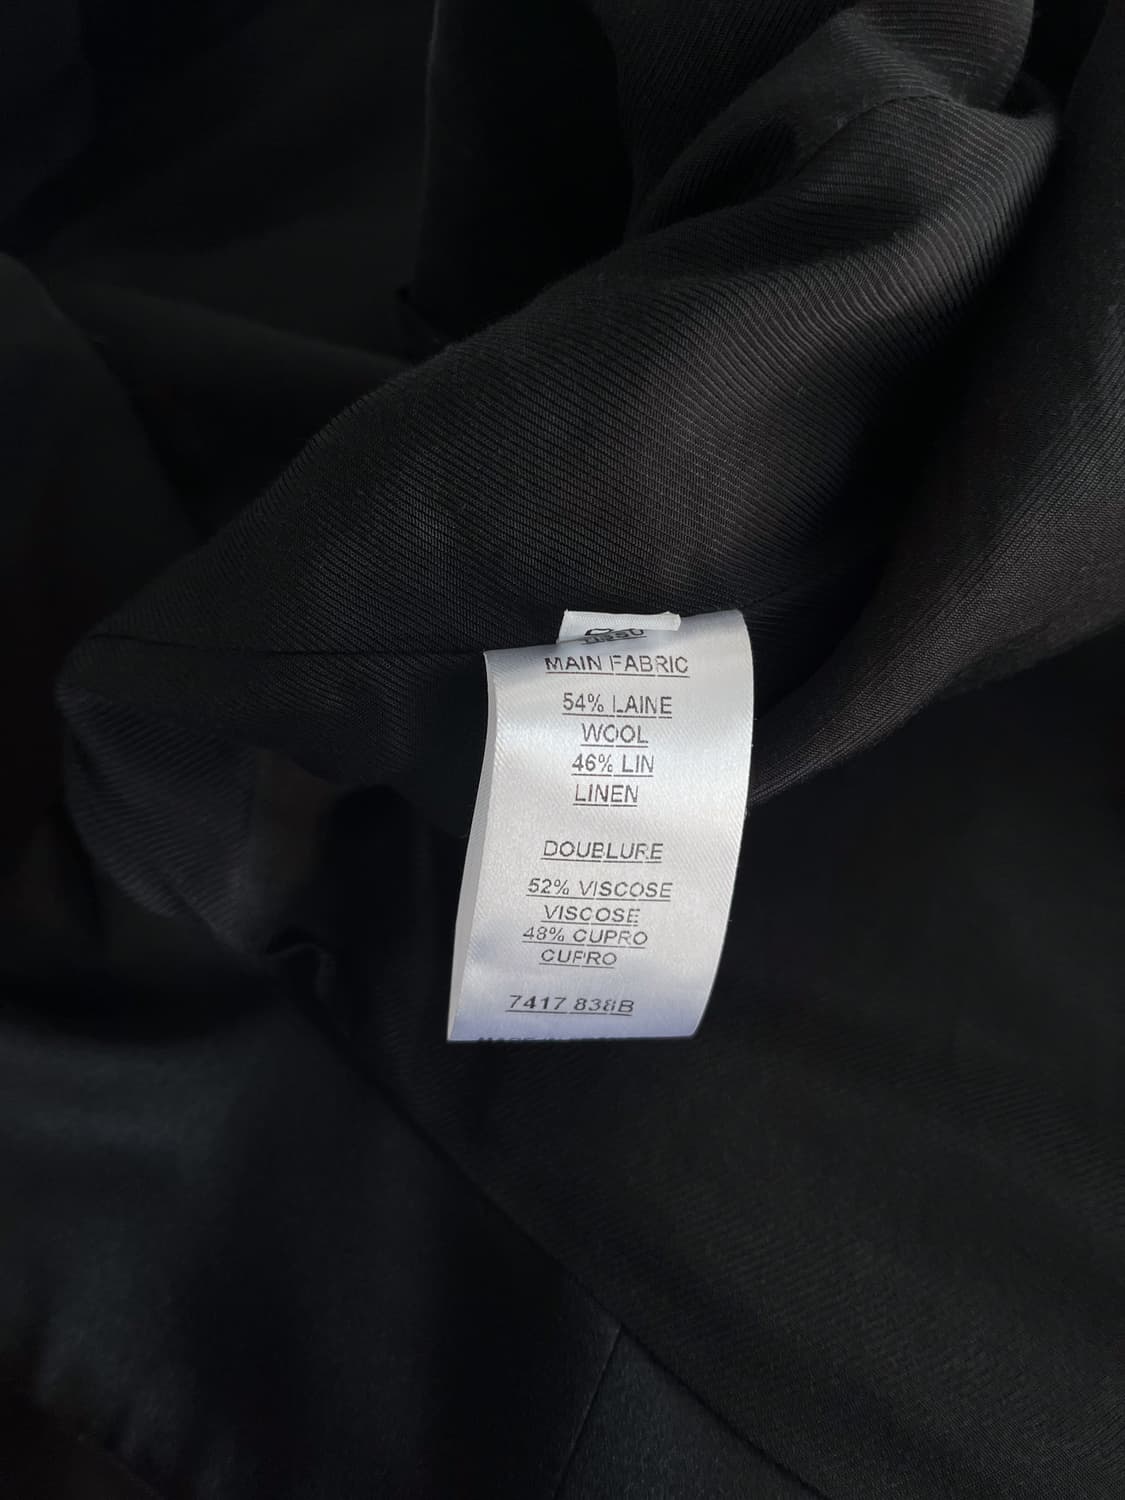 MAIN FABRIC
54% LAINE
WOOL
46% LIN
LINEN
DOUBLURE
52% VISCOSE
VISCOSE
48% CUPRO
CUPRO
7417 838B